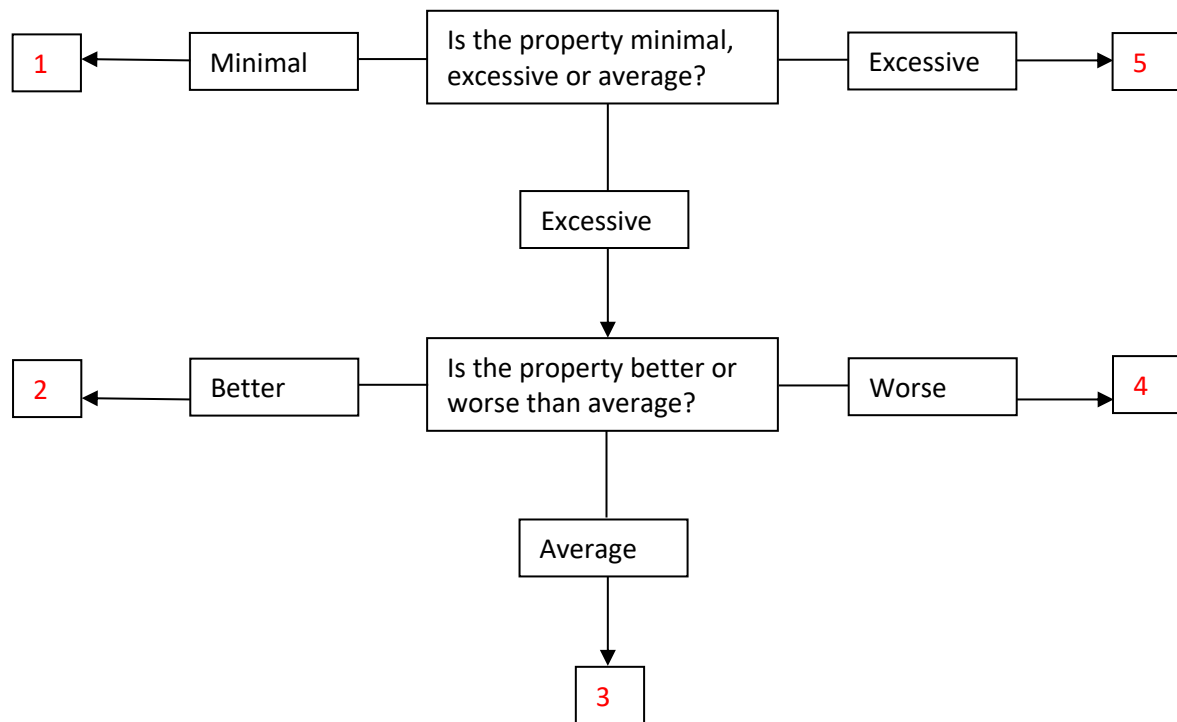 1
Minimal
Is the property minimal,
excessive or average?
Excessive
5
Excessive
2
Better
Is the property better or
worse than average?
Worse
4
Average
3